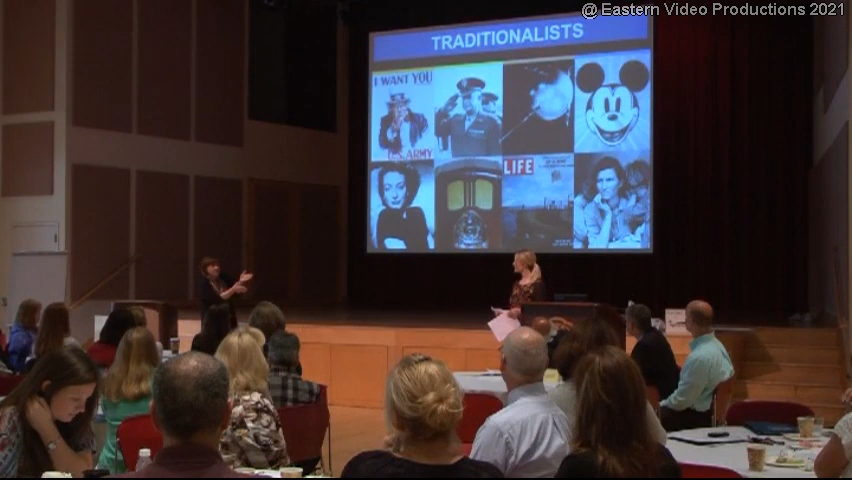 @ Eastern Video Productions 2021
TRADITIONALISTS
I WANT YOU
U.S. ARMY
LIFE